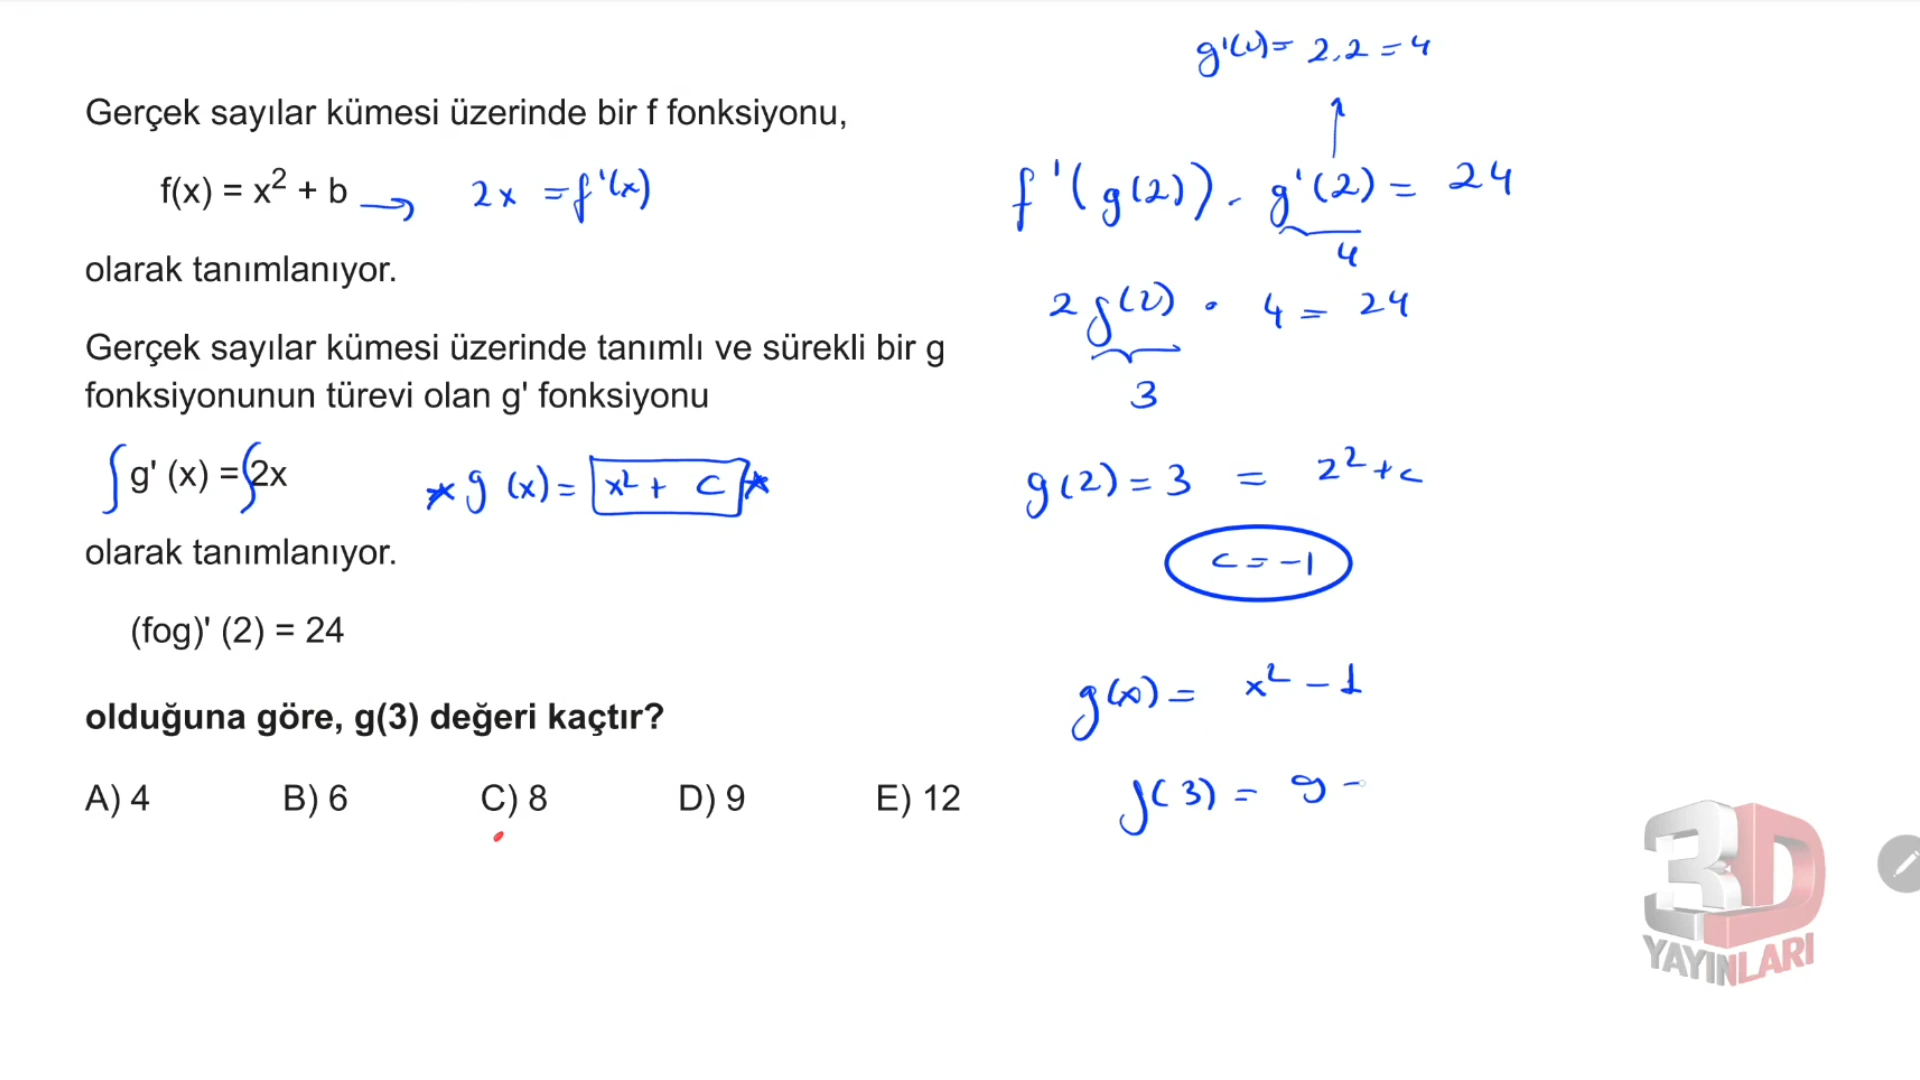 Gerçek sayılar kümesi üzerinde bir f fonksiyonu,
f(x) = x² + b → 2x = f'(x)
olarak tanımlanıyor.
Gerçek sayılar kümesi üzerinde tanımlı ve sürekli bir g
fonksiyonunun türevi olan g' fonksiyonu
∫g' (x) = ∫2x * g (x) = x² + c *
olarak tanımlanıyor.
(fog)' (2) = 24
olduğuna göre, g(3) değeri kaçtır?
A) 4 B) 6 C) 8 D) 9 E) 12
g'(2) = 2.2 = 4
f'(g(2)) . g'(2) = 24
4
2g(2) . 4 = 24
3
g(2) = 3 = 2² + c
c = -1
g(x) = x² - 1
g(3) = 9 -
3D
YAYINLARI